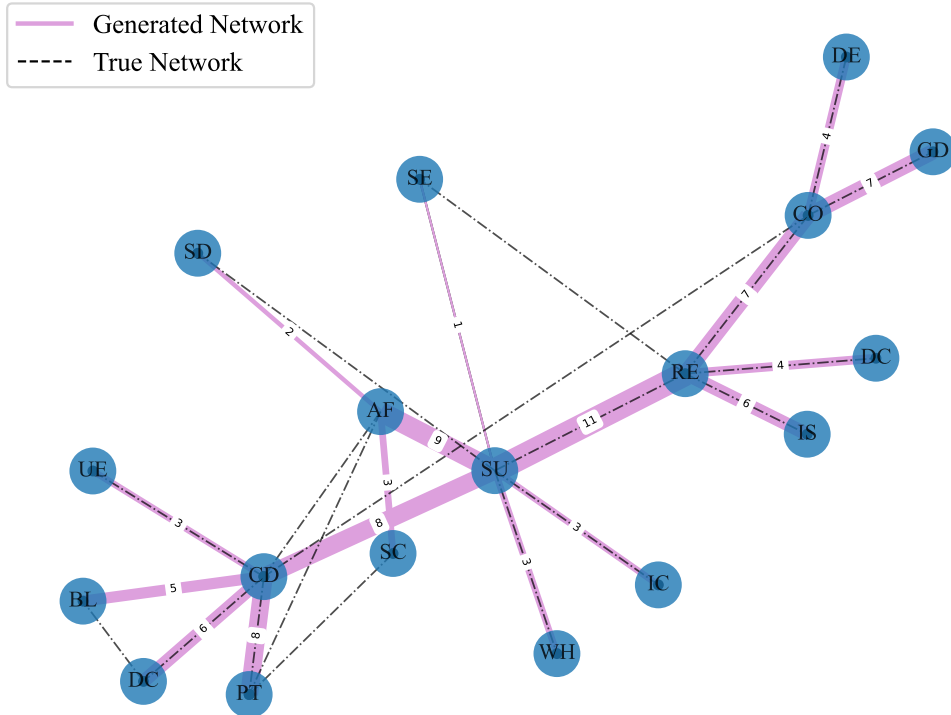 Generated Network
True Network
DE
4
GD
7
SE
CO
SD
1
7
2
DC
4
RE
6
AF
11
IS
9
UE
SU
3
8
3
3
SC
3
CD
IC
5
BL
6
8
WH
DC
PT